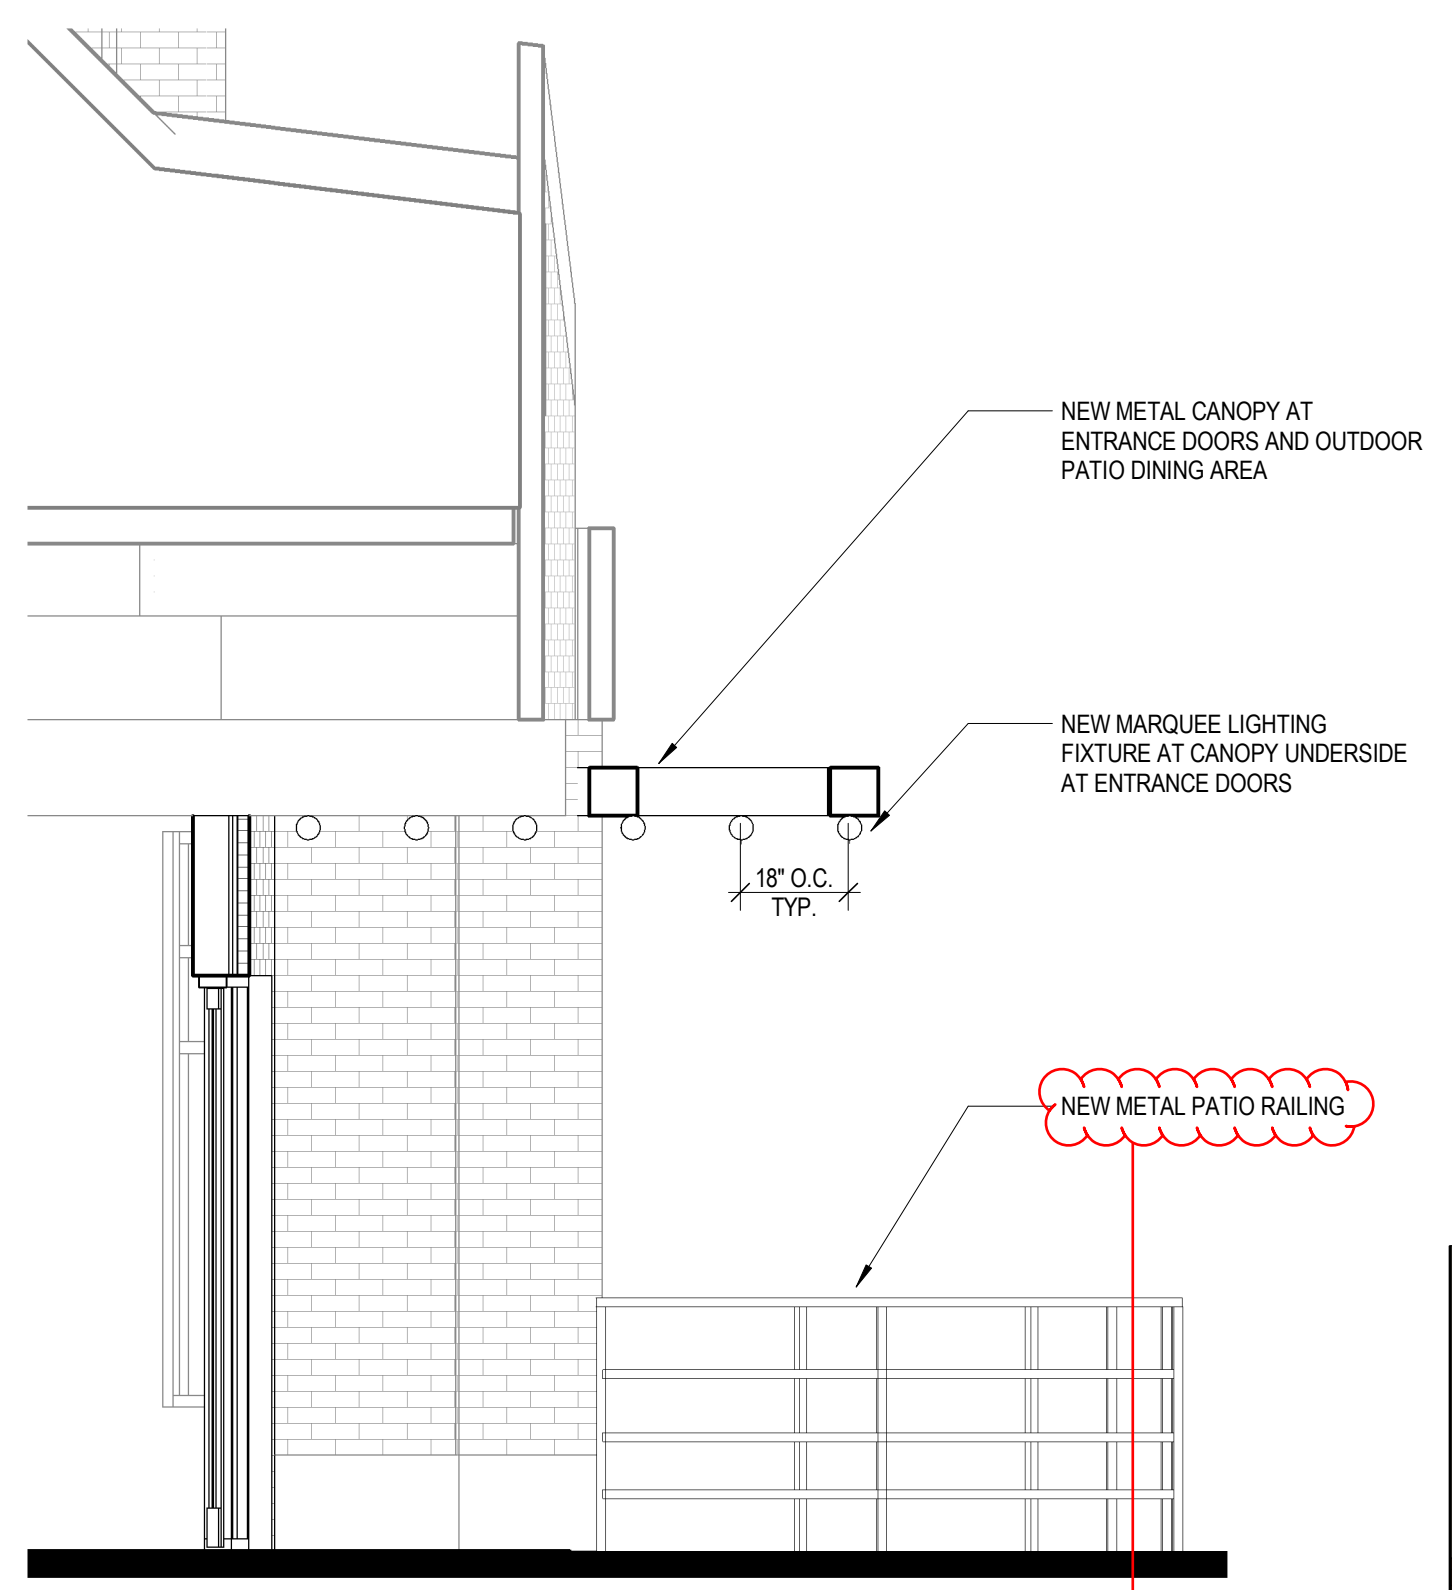 NEW METAL CANOPY AT
ENTRANCE DOORS AND OUTDOOR
PATIO DINING AREA
NEW MARQUEE LIGHTING
FIXTURE AT CANOPY UNDERSIDE
AT ENTRANCE DOORS
18" O.C.
TYP.
NEW METAL PATIO RAILING